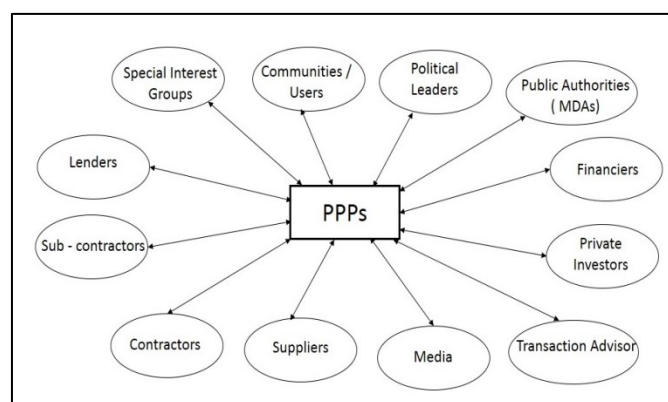 Special Interest
Groups
Communities /
Users
Political
Leaders
Public Authorities
( MDAs)
Lenders
Financiers
PPPs
Sub - contractors
Private
Investors
Contractors
Suppliers
Media
Transaction Advisor